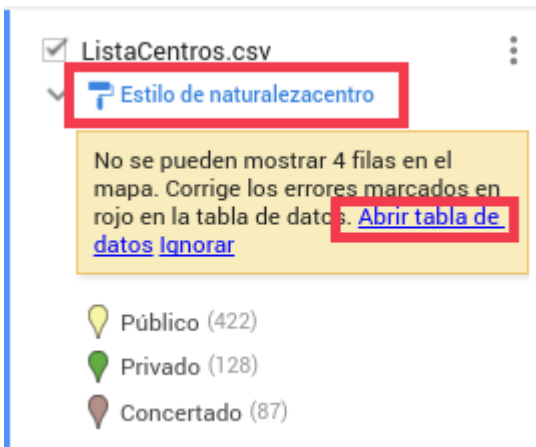 ListaCentros.csv
Estilo de naturalezacentro
No se pueden mostrar 4 filas en el
mapa. Corrige los errores marcados en
rojo en la tabla de datos. Abrir tabla de
datos Ignorar
Público (422)
Privado (128)
Concertado (87)